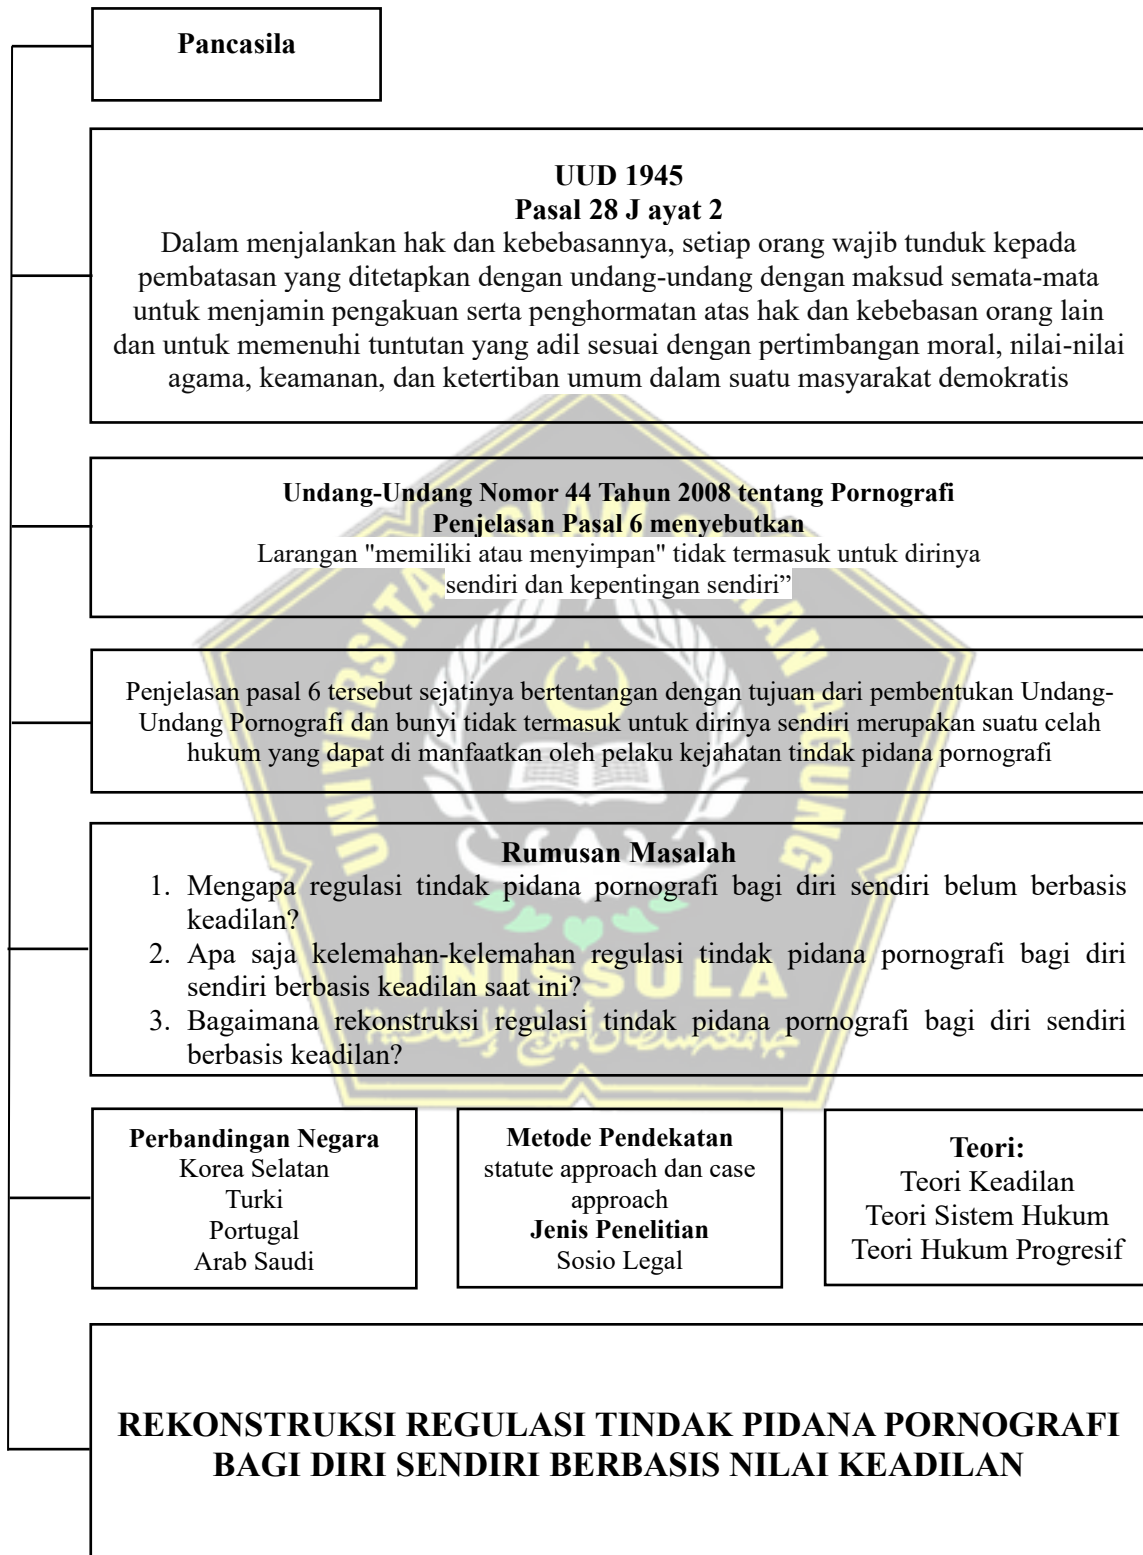 Pancasila
UUD 1945
Pasal 28 J ayat 2
Dalam menjalankan hak dan kebebasannya, setiap orang wajib tunduk kepada
pembatasan yang ditetapkan dengan undang-undang dengan maksud semata-mata
untuk menjamin pengakuan serta penghormatan atas hak dan kebebasan orang lain
dan untuk memenuhi tuntutan yang adil sesuai dengan pertimbangan moral, nilai-nilai
agama, keamanan, dan ketertiban umum dalam suatu masyarakat demokratis
Undang-Undang Nomor 44 Tahun 2008 tentang Pornografi
Penjelasan Pasal 6 menyebutkan
Larangan "memiliki atau menyimpan" tidak termasuk untuk dirinya
sendiri dan kepentingan sendiri”
Penjelasan pasal 6 tersebut sejatinya bertentangan dengan tujuan dari pembentukan Undang-
Undang Pornografi dan bunyi tidak termasuk untuk dirinya sendiri merupakan suatu celah
hukum yang dapat di manfaatkan oleh pelaku kejahatan tindak pidana pornografi
Rumusan Masalah
1. Mengapa regulasi tindak pidana pornografi bagi diri sendiri belum berbasis
keadilan?
2. Apa saja kelemahan-kelemahan regulasi tindak pidana pornografi bagi diri
sendiri berbasis keadilan saat ini?
3. Bagaimana rekonstruksi regulasi tindak pidana pornografi bagi diri sendiri
berbasis keadilan?
UNISSULA
Perbandingan Negara
Korea Selatan
Turki
Portugal
Arab Saudi
Metode Pendekatan
statute approach dan case
approach
Jenis Penelitian
Sosio Legal
Teori:
Teori Keadilan
Teori Sistem Hukum
Teori Hukum Progresif
REKONSTRUKSI REGULASI TINDAK PIDANA PORNOGRAFI
BAGI DIRI SENDIRI BERBASIS NILAI KEADILAN